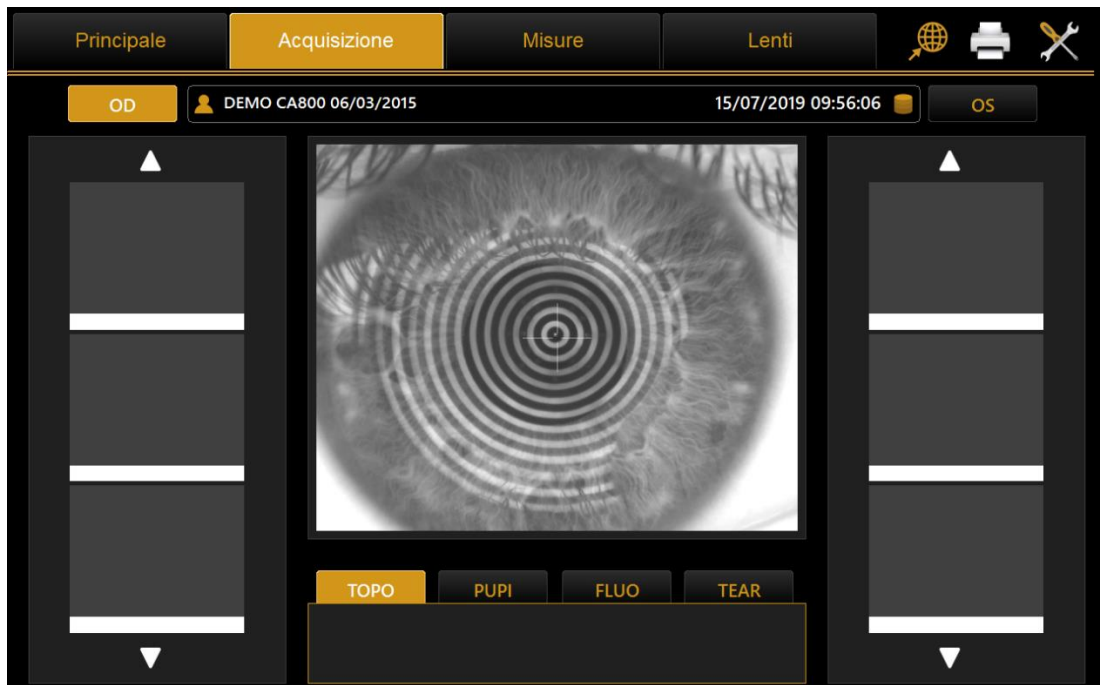 Principale Acquisizione Misure Lenti
OD DEMO CA800 06/03/2015 15/07/2019 09:56:06 OS
TOPO PUPI FLUO TEAR